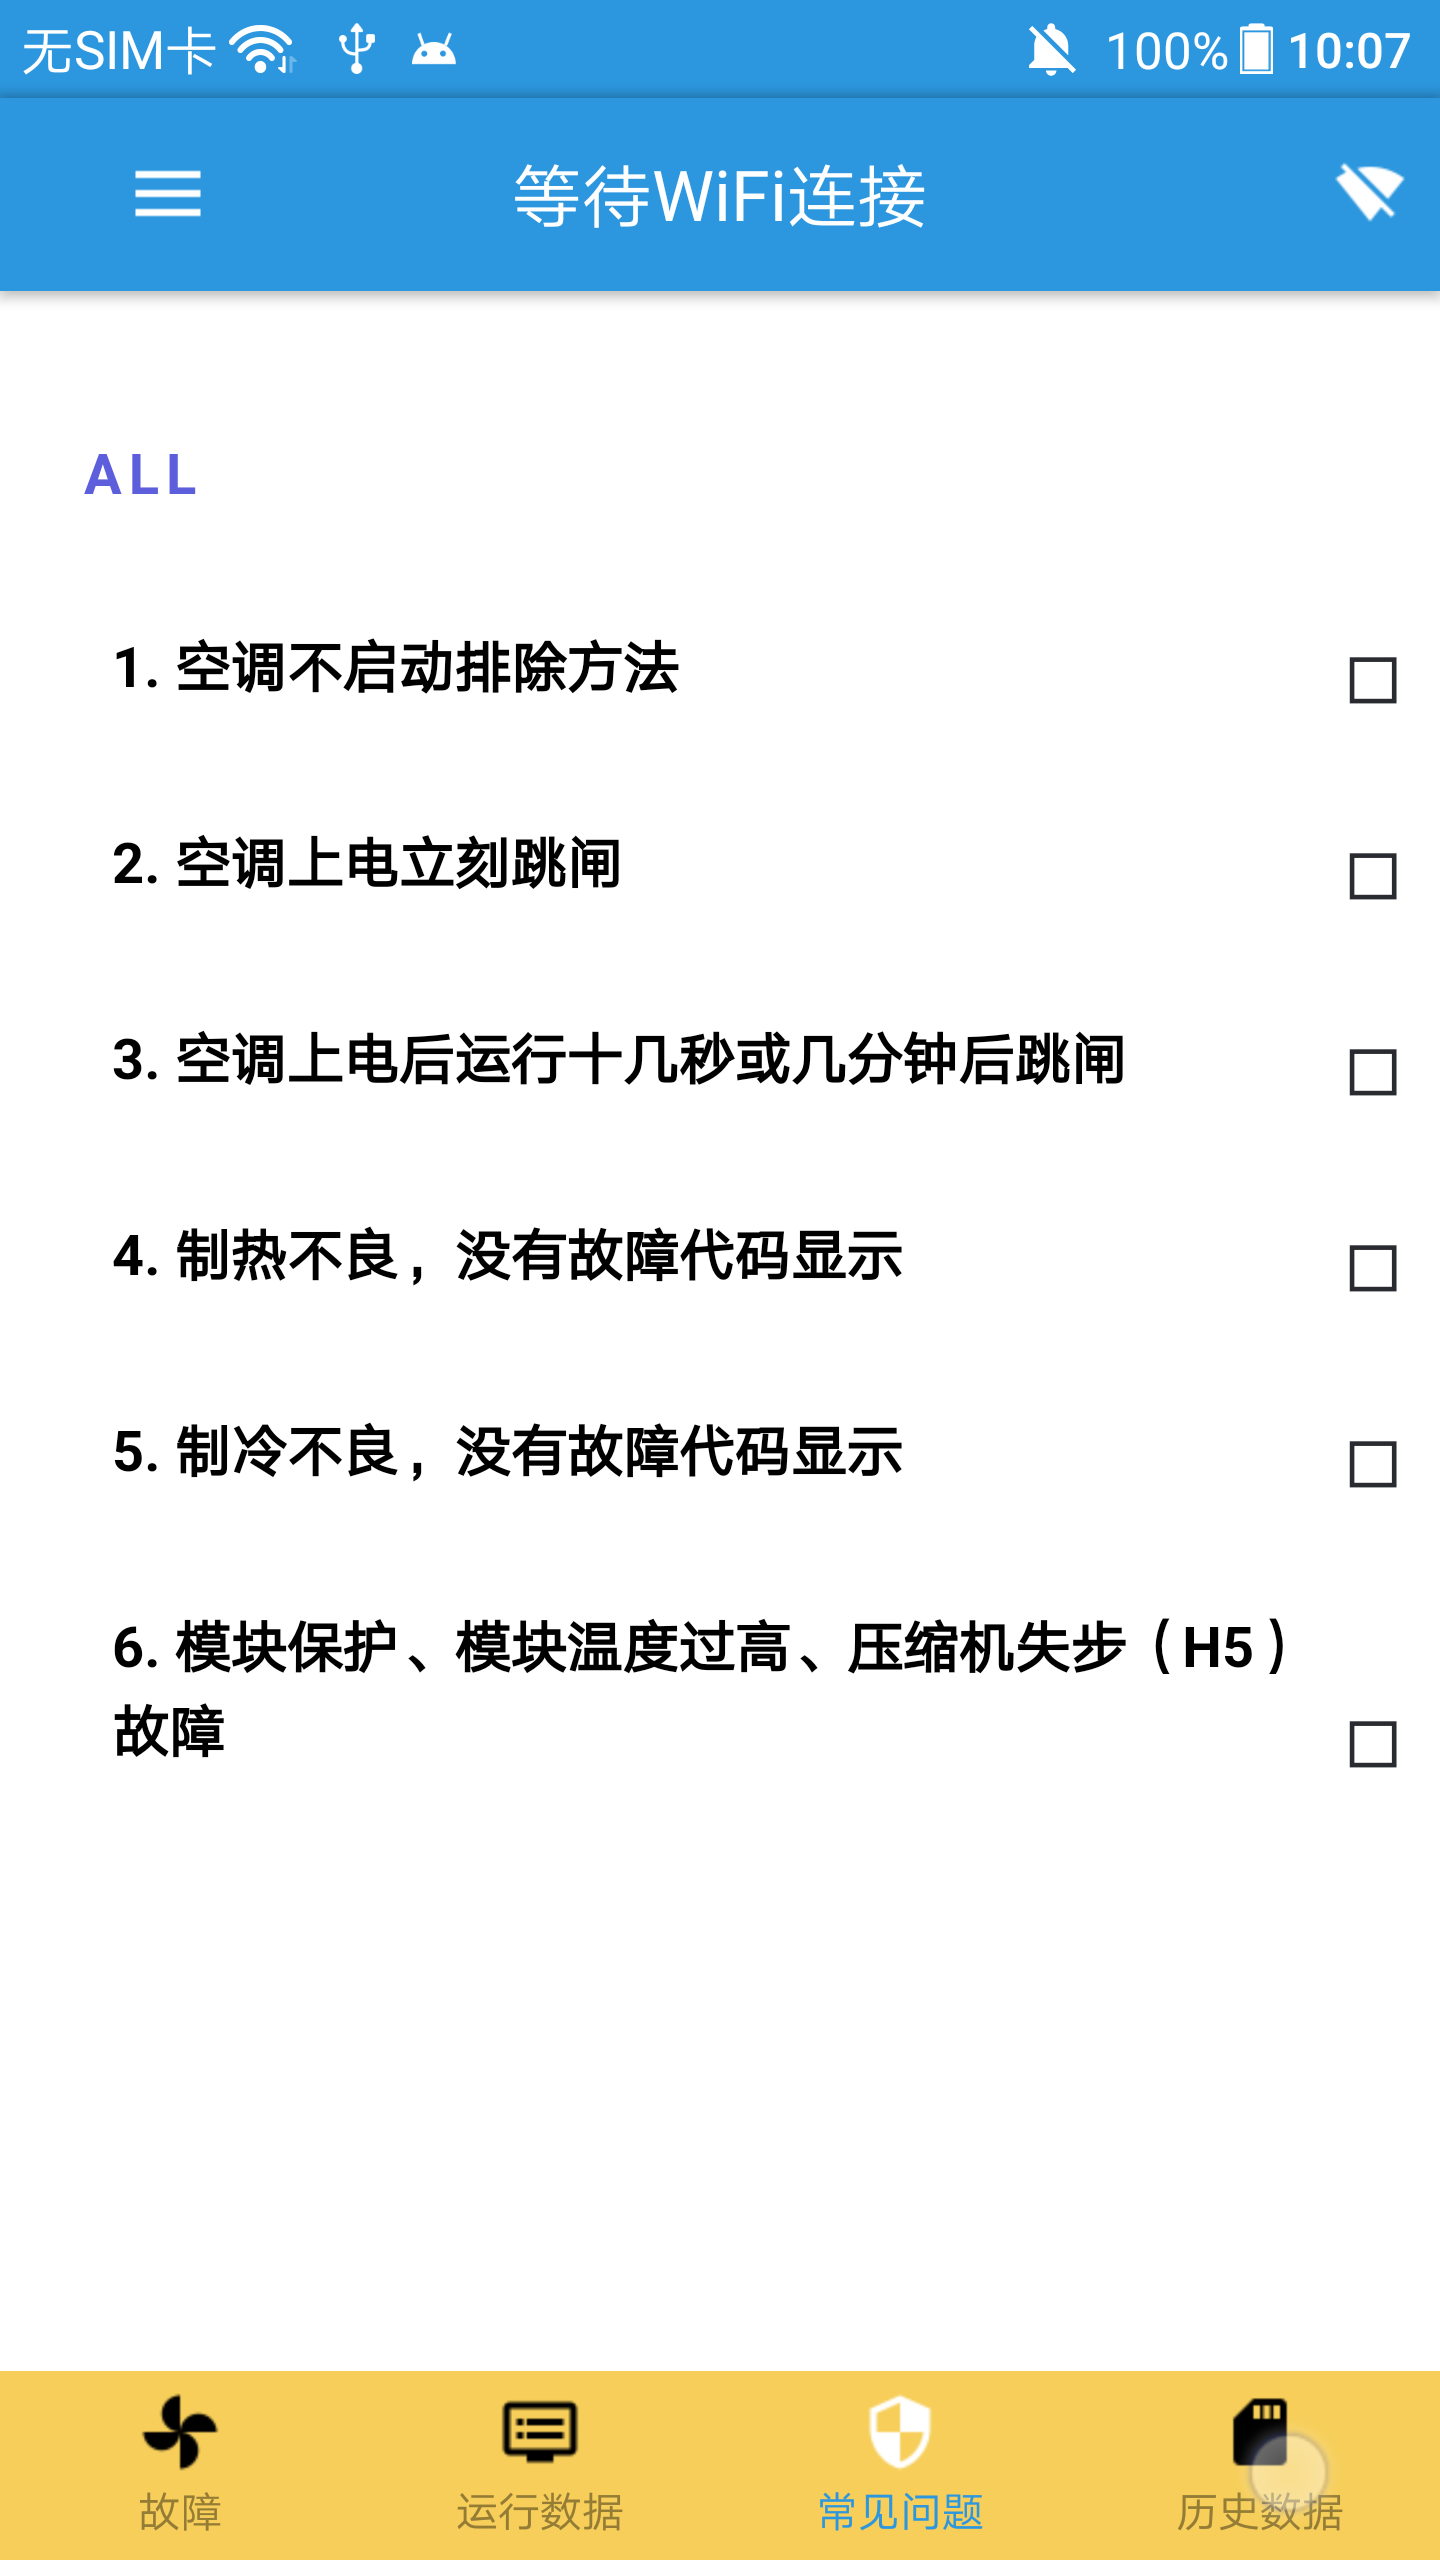 无SIM卡 100% 10:07
等待WiFi连接
ALL
1. 空调不启动排除方法
2. 空调上电立刻跳闸
3. 空调上电后运行十几秒或几分钟后跳闸
4. 制热不良，没有故障代码显示
5. 制冷不良，没有故障代码显示
6. 模块保护、模块温度过高、压缩机失步（H5）
故障
故障 运行数据 常见问题 历史数据